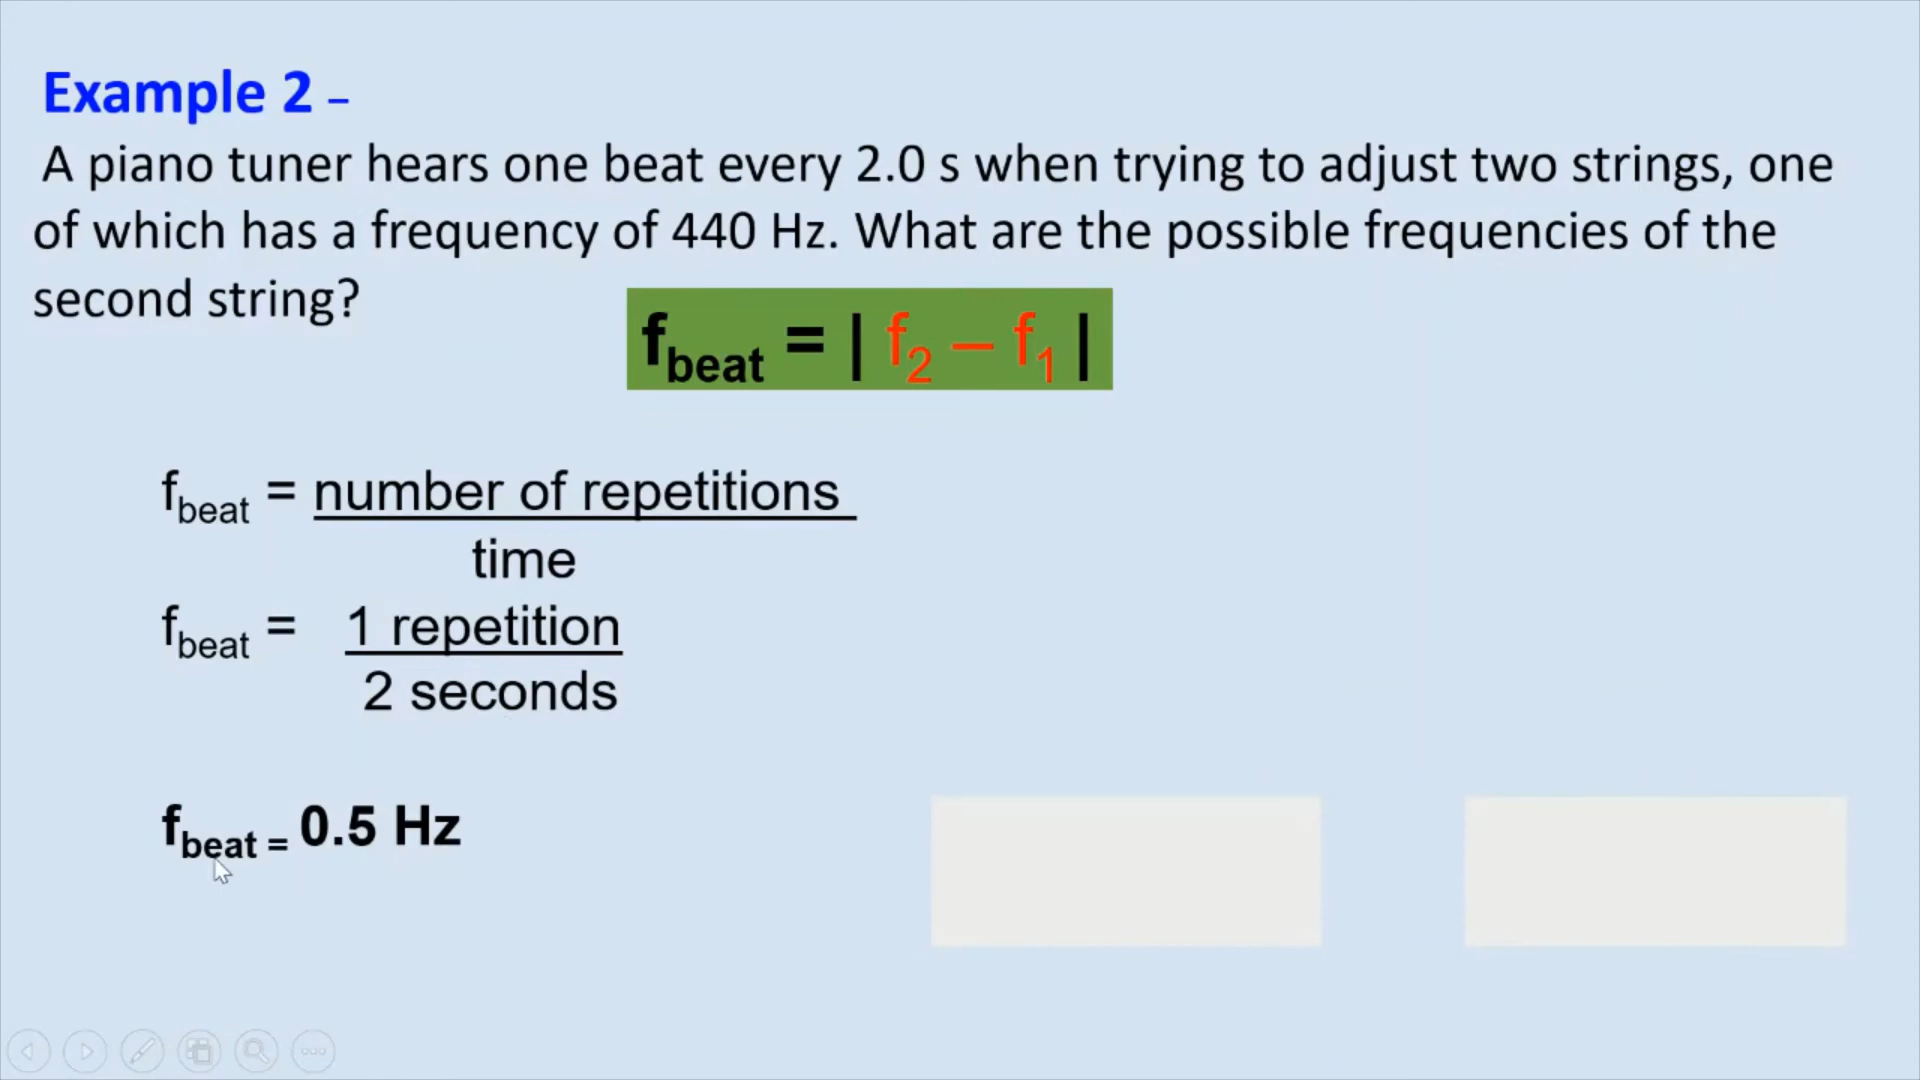 Example 2 –
A piano tuner hears one beat every 2.0 s when trying to adjust two strings, one
of which has a frequency of 440 Hz. What are the possible frequencies of the
second string?
fbeat = | f2 – f1 |
fbeat = number of repetitions
time
fbeat = 1 repetition
2 seconds
fbeat = 0.5 Hz